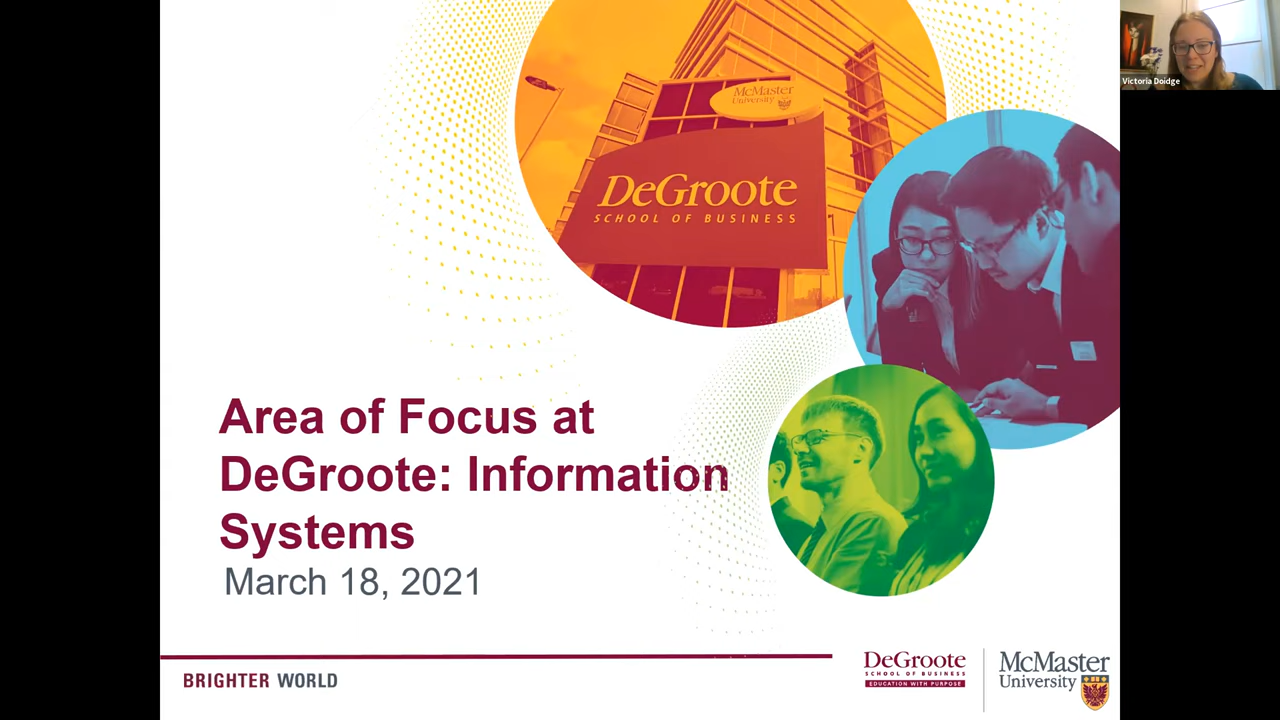 McMaster
University
DeGroote
SCHOOL OF BUSINESS
Victoria Doidge
Area of Focus at
DeGroote: Information
Systems
March 18, 2021
BRIGHTER WORLD
DeGroote
SCHOOL OF BUSINESS
EDUCATION WITH PURPOSE
McMaster
University